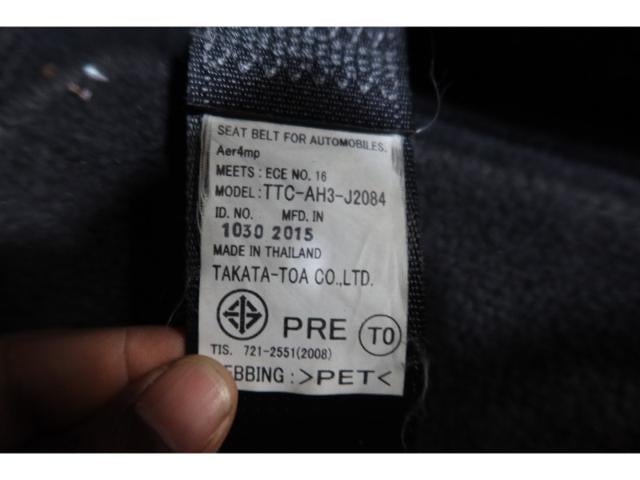 SEAT BELT FOR AUTOMOBILES.
Aer4mp
MEETS : ECE NO. 16
MODEL : TTC-AH3-J2084
ID. NO. MFD. IN
1030 2015
MADE IN THAILAND
TAKATA-TOA CO.,LTD.
PRE TO
TIS. 721-2551(2008)
EBBING : >PET<